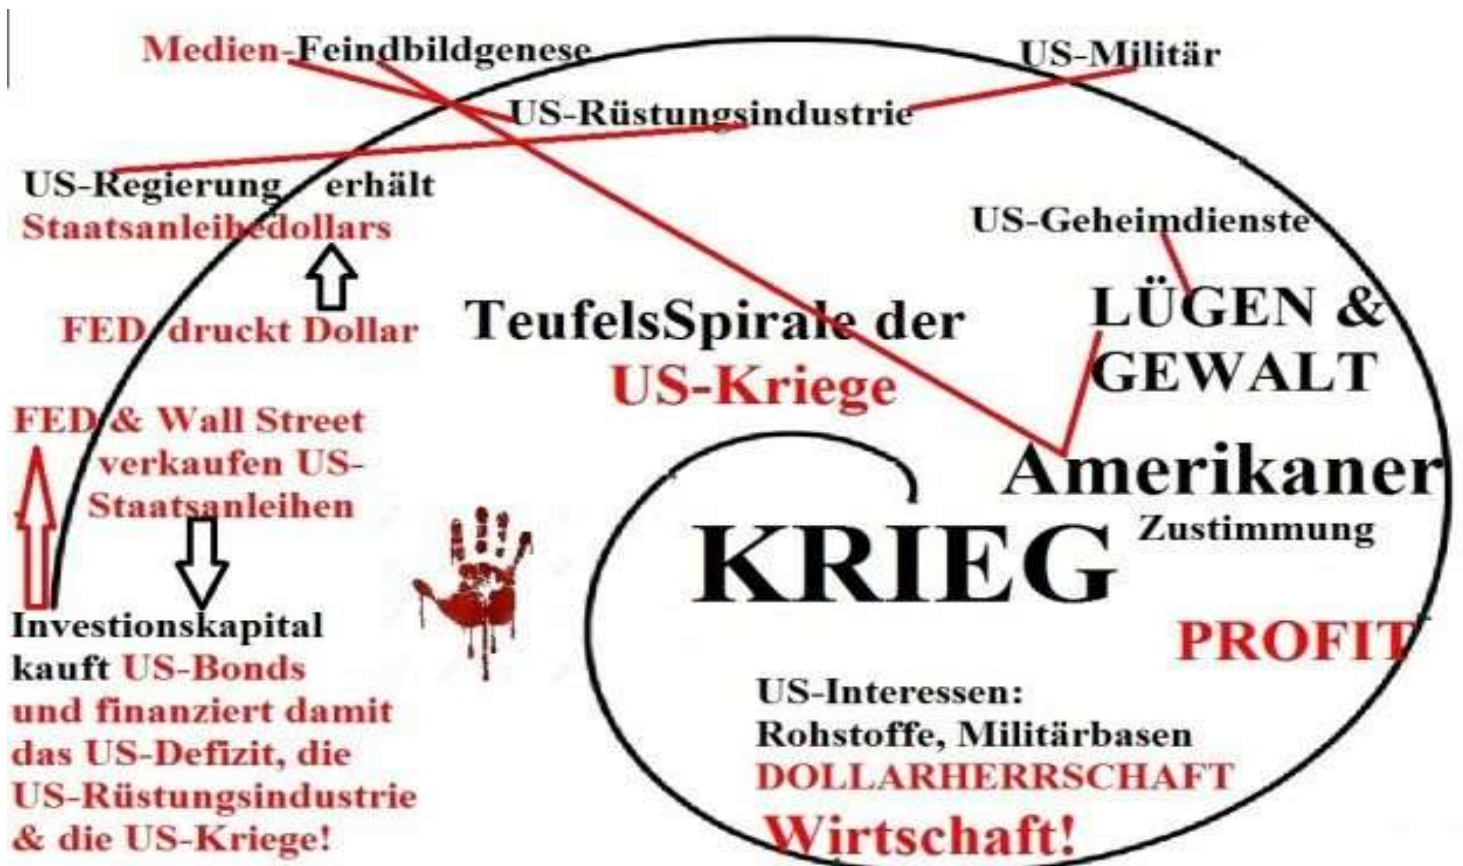 Medien-Feindbildgenese
US-Militär
US-Rüstungsindustrie
US-Regierung erhält
Staatsanleihedollars
US-Geheimdienste
FED druckt Dollar
TeufelsSpirale der
US-Kriege
LÜGEN &
GEWALT
FED & Wall Street
verkaufen US-
Staatsanleihen
Amerikaner
Zustimmung
KRIEG
Investionskapital
kauft US-Bonds
und finanziert damit
das US-Defizit, die
US-Rüstungsindustrie
& die US-Kriege!
PROFIT
US-Interessen:
Rohstoffe, Militärbasen
DOLLARHERRSCHAFT
Wirtschaft!